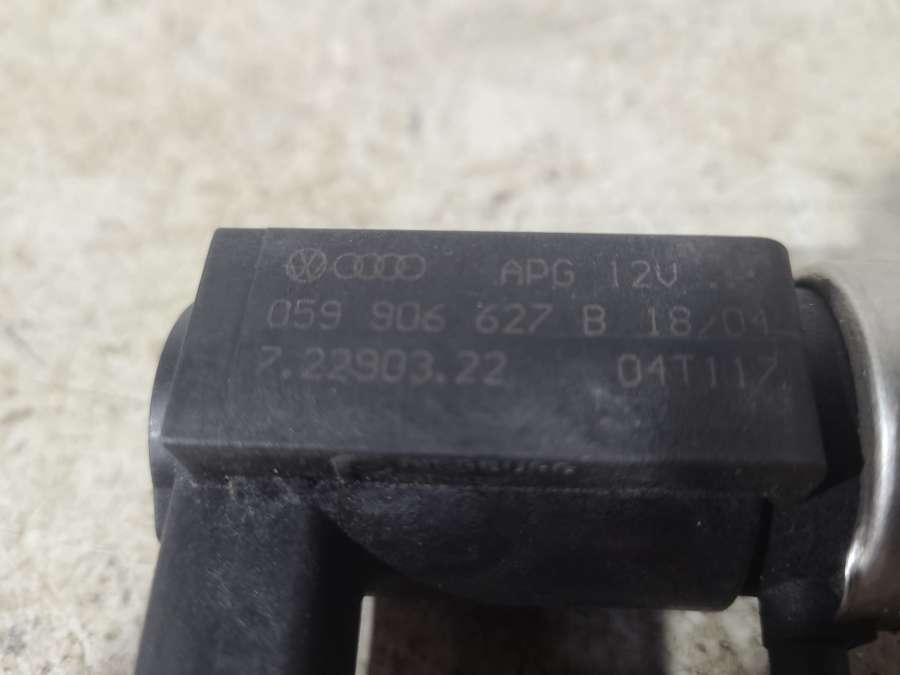 APG 12V
059 906 627 B 18/04
7.22903.22 04T117